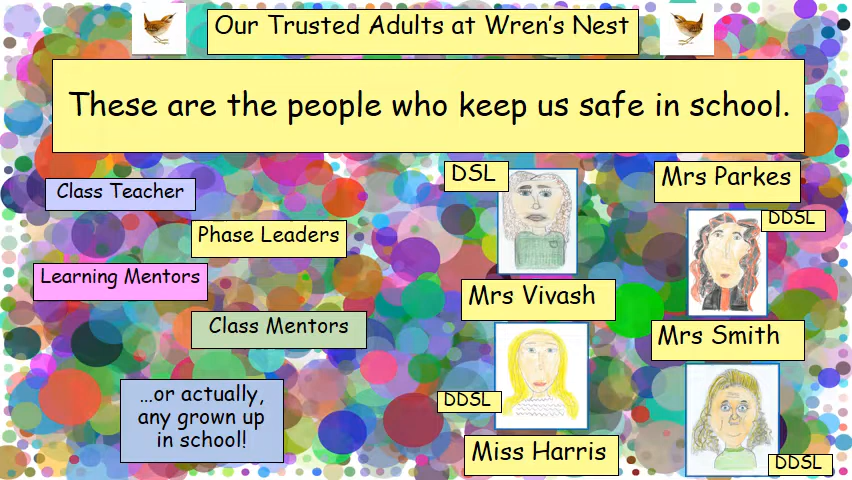 Our Trusted Adults at Wren's Nest
These are the people who keep us safe in school.
Class Teacher
Phase Leaders
Learning Mentors
Class Mentors
...or actually,
any grown up
in school!
DSL
Mrs Vivash
DDSL
Miss Harris
Mrs Parkes
DDSL
Mrs Smith
DDSL